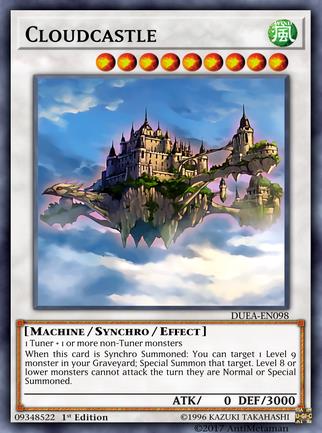 CLOUDCASTLE
WIND
風
DUEA-EN098
[MACHINE / SYNCHRO / EFFECT]
1 Tuner + 1 or more non-Tuner monsters
When this card is Synchro Summoned: You can target 1 Level 9
monster in your Graveyard; Special Summon that target. Level 8 or
lower monsters cannot attack the turn they are Normal or Special
Summoned.
ATK/ 0 DEF/3000
09348522 1st Edition ©1996 KAZUKI TAKAHASHI
©2017 AntiMetaman